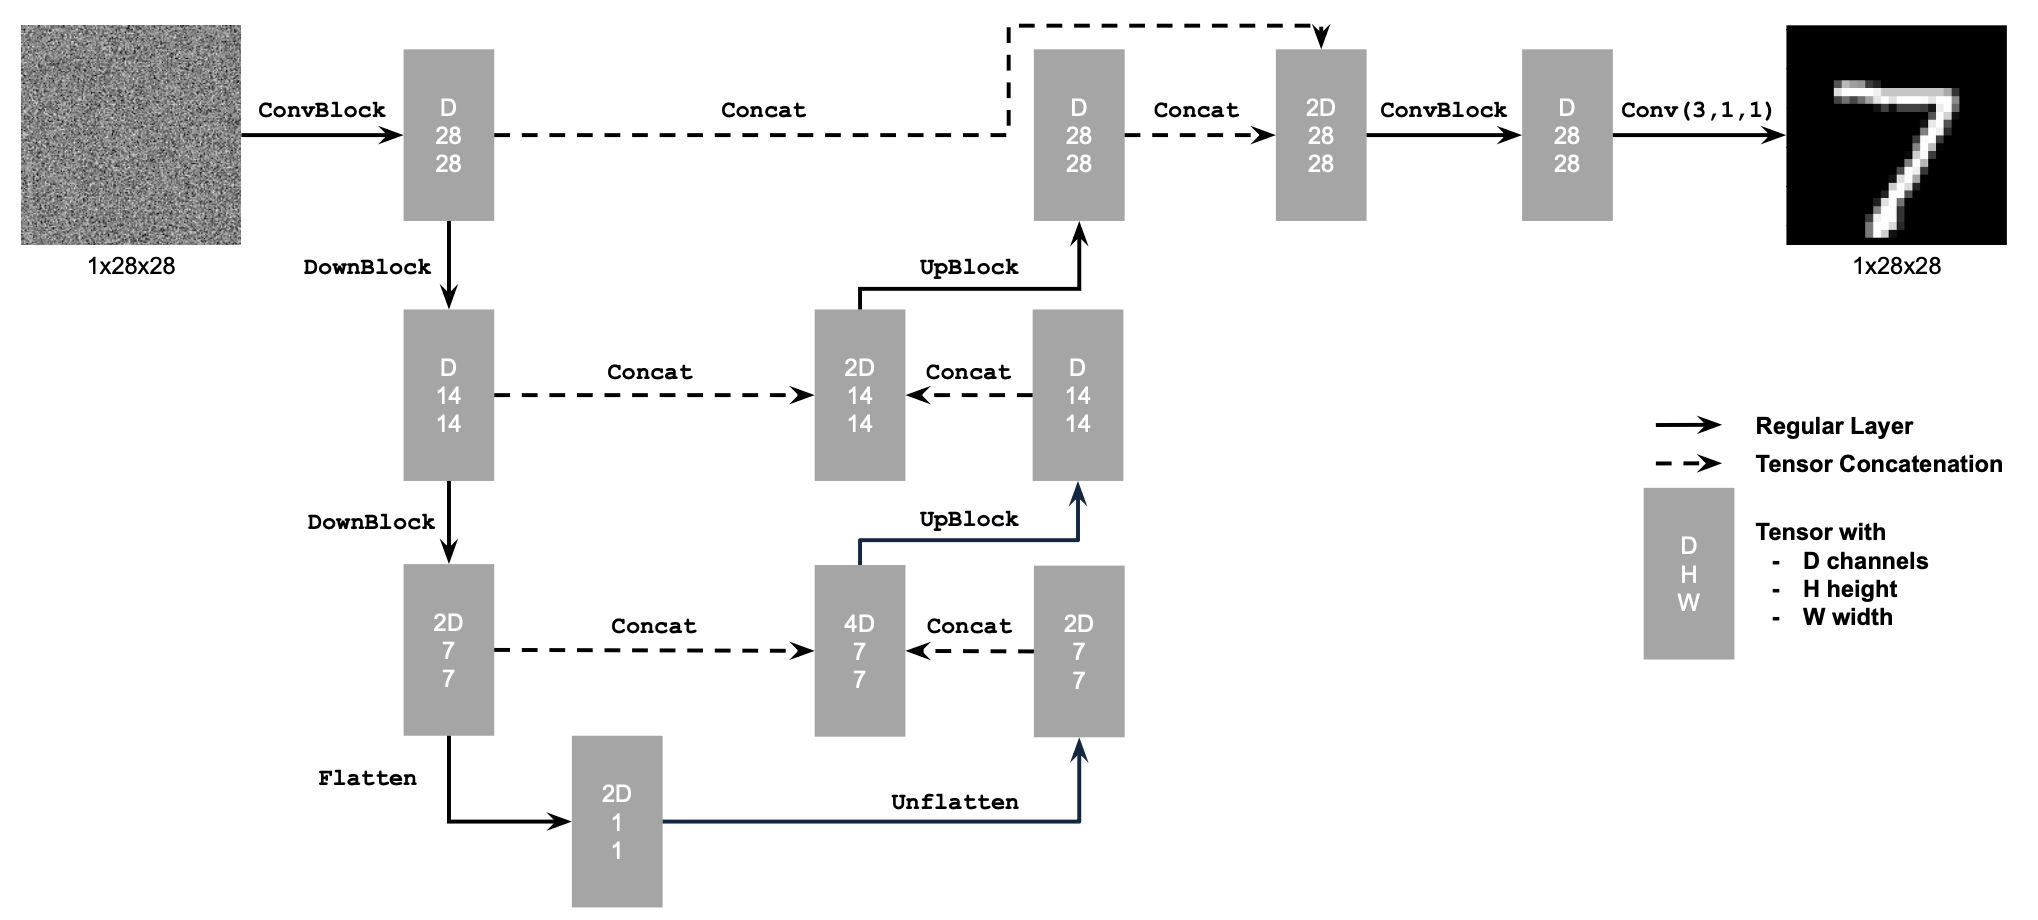 ConvBlock
D
28
28
Concat
D
28
28
Concat
2D
28
28
ConvBlock
D
28
28
Conv(3,1,1)
1x28x28
1x28x28
DownBlock
UpBlock
D
14
14
Concat
2D
14
14
Concat
D
14
14
DownBlock
UpBlock
2D
7
7
Concat
4D
7
7
Concat
2D
7
7
Flatten
2D
1
1
Unflatten
Regular Layer
Tensor Concatenation
D
H
W
Tensor with
- D channels
- H height
- W width